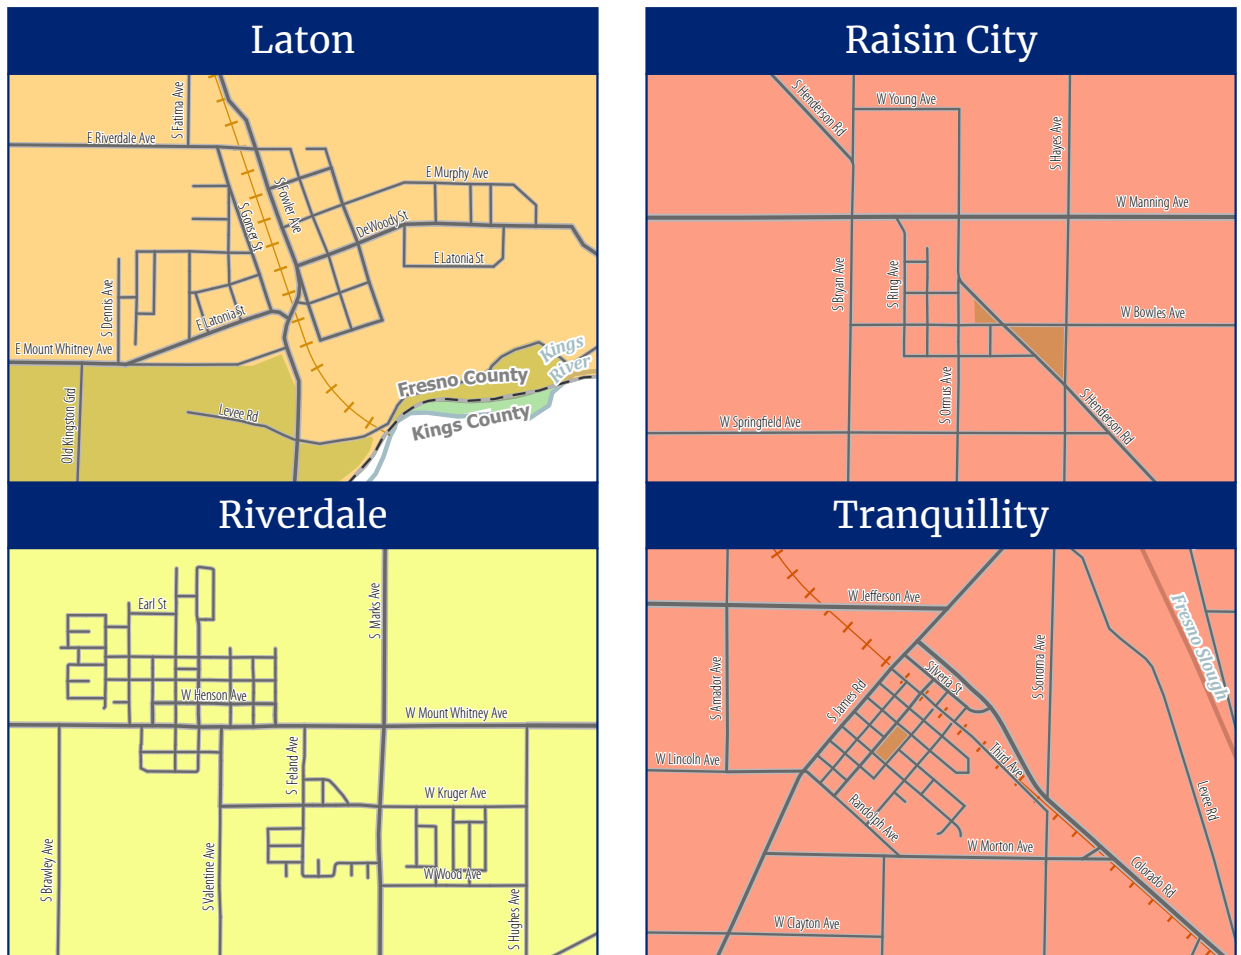 Laton
S Fatima Ave
E Riverdale Ave
S Fowler Ave
E Murphy Ave
S Gonser St
DeWoody St
E Latonia St
S Dennis Ave
E Latonia St
E Mount Whitney Ave
Kings
River
Fresno County
Kings County
Old Kingston Grd
Levee Rd
Raisin City
S Henderson Rd
W Young Ave
S Hayes Ave
W Manning Ave
S Bryan Ave
S Ring Ave
W Bowles Ave
S Ormus Ave
S Henderson Rd
W Springfield Ave
Riverdale
Earl St
S Marks Ave
W Henson Ave
W Mount Whitney Ave
S Feland Ave
W Kruger Ave
S Brawley Ave
S Valentine Ave
W Wood Ave
S Hughes Ave
Tranquillity
W Jefferson Ave
Fresno Slough
S Amador Ave
S James Rd
Silveria St
S Sonoma Ave
W Lincoln Ave
Third Ave
Levee Rd
Randolph Ave
W Morton Ave
Colorado Rd
W Clayton Ave